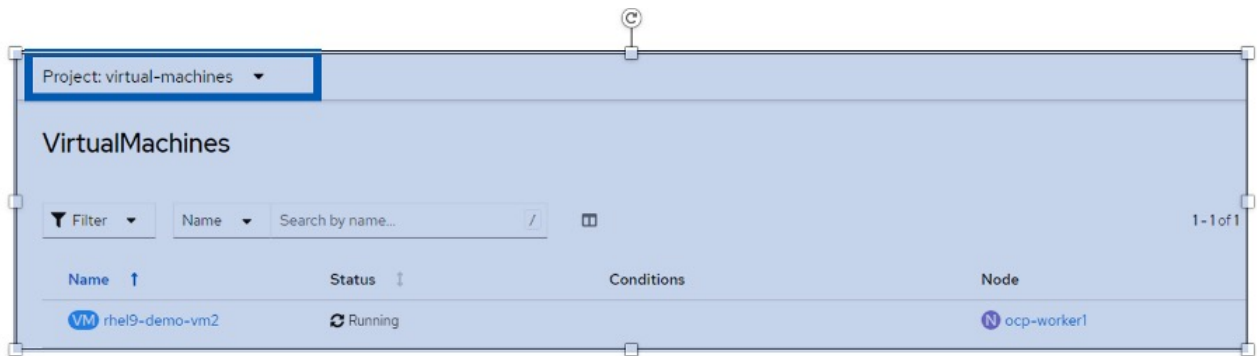 Project: virtual-machines
VirtualMachines
Filter Name Search by name... / 1-1 of 1
Name Status Conditions Node
VM rhel9-demo-vm2 Running N ocp-worker1